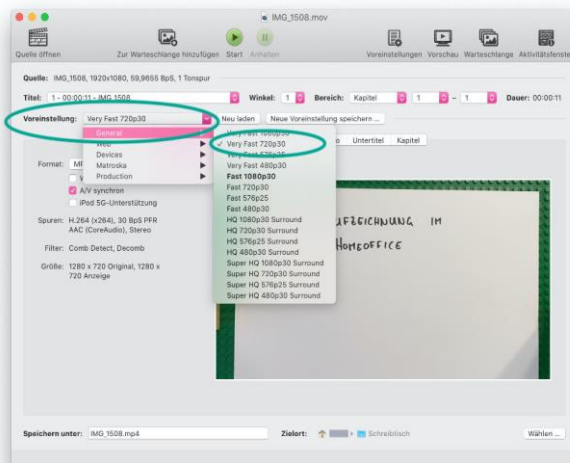 IMG_1508.mov
Quelle öffnen
Zur Warteschlange hinzufügen
Start
Anhalten
Voreinstellungen
Vorschau
Warteschlange
Aktivitätsfenste
Quelle: IMG_1508, 1920x1080, 59,9655 BpS, 1 Tonspur
Titel: 1 - 00:00:11 - IMG_1508
Winkel: 1
Bereich: Kapitel 1 - 1
Dauer: 00:00:11
Voreinstellung: Very Fast 720p30
Neu laden
Neue Voreinstellung speichern ...
General
Web
Devices
Matroska
Production
Very Fast 1080p30
✓ Very Fast 720p30
Very Fast 576p25
Very Fast 480p30
Fast 1080p30
Fast 720p30
Fast 576p25
Fast 480p30
HQ 1080p30 Surround
HQ 720p30 Surround
HQ 576p25 Surround
HQ 480p30 Surround
Super HQ 1080p30 Surround
Super HQ 720p30 Surround
Super HQ 576p25 Surround
Super HQ 480p30 Surround
Untertitel
Kapitel
Format:
A/V synchron
iPod 5G-Unterstützung
Spuren: H.264 (x264), 30 BpS PFR
AAC (CoreAudio), Stereo
Filter: Comb Detect, Decomb
Größe: 1280 x 720 Original, 1280 x
720 Anzeige
UFZEICHNUNG IM
HOMEOFFICE
Speichern unter: IMG_1508.mp4
Zielort:
Schreibtisch
Wählen ...